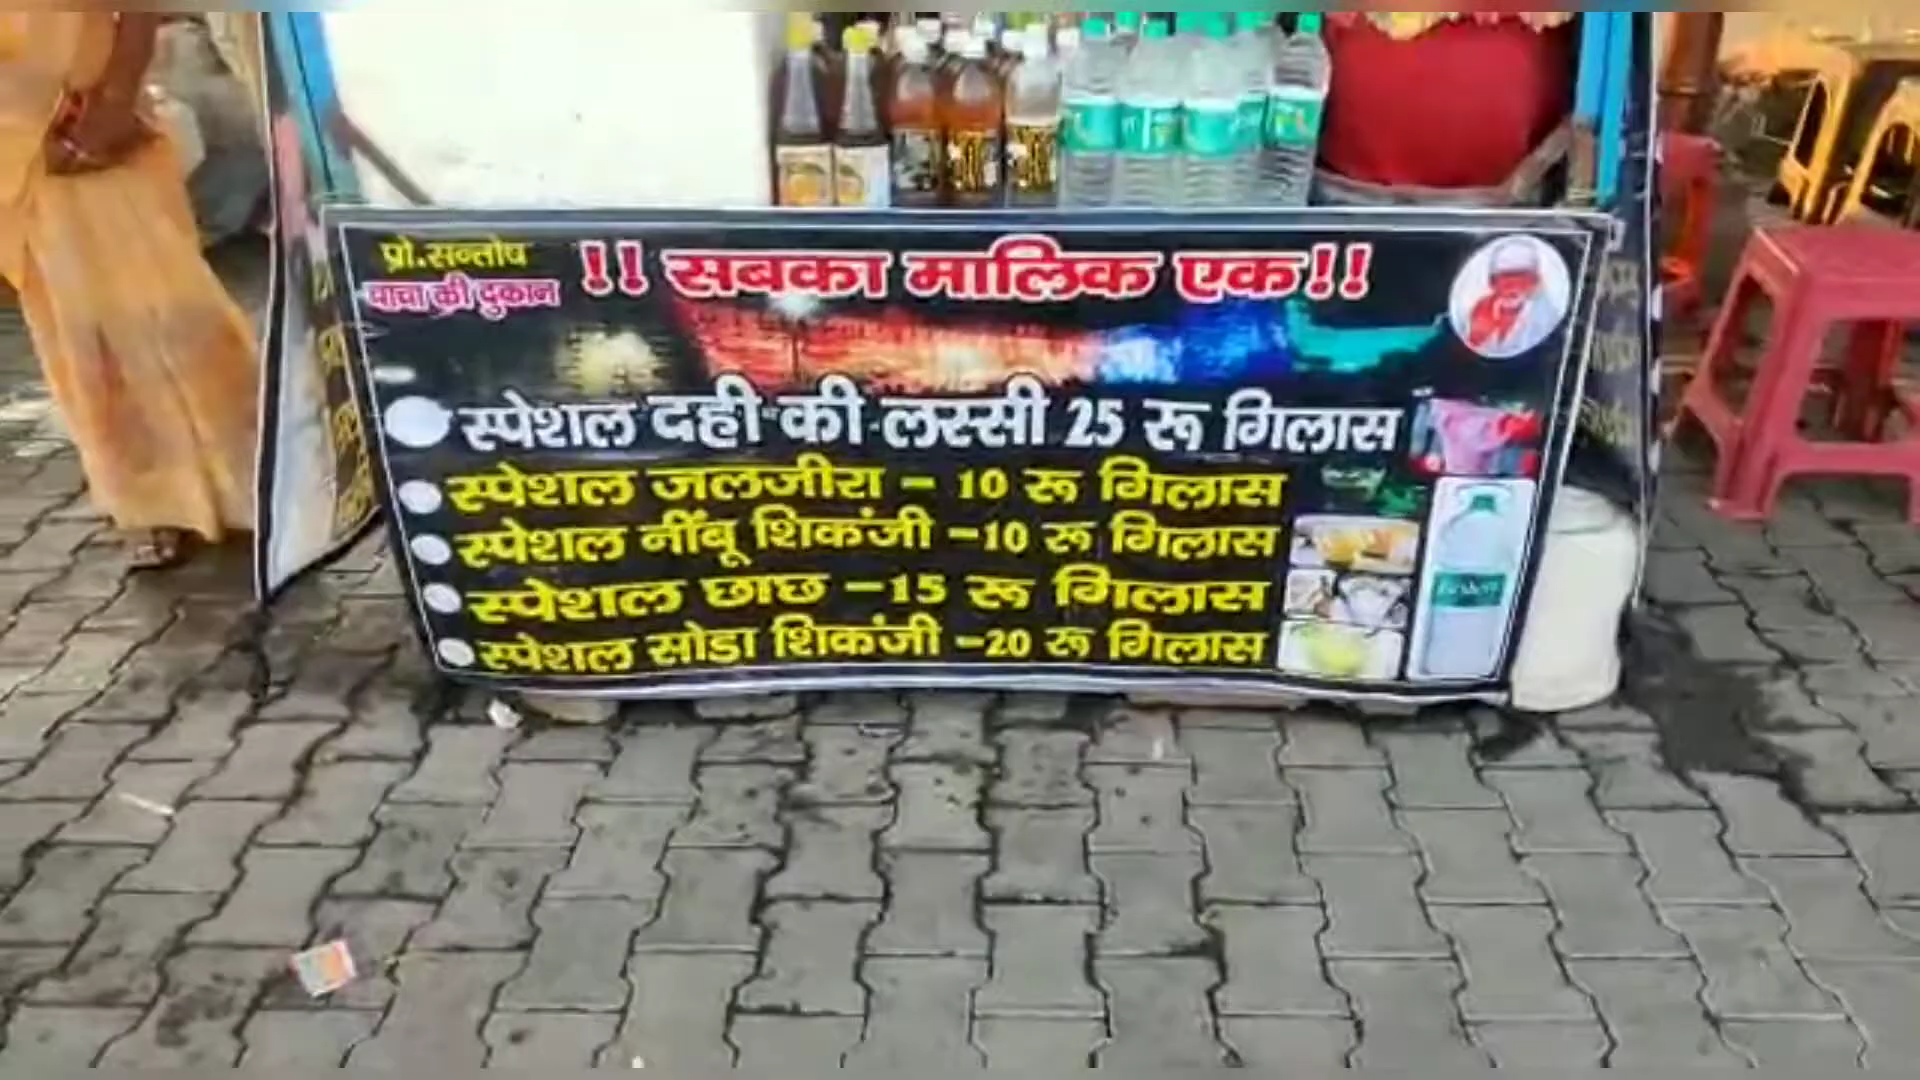 प्रो.सन्तोष
चाचा की दुकान
!! सबका मालिक एक!!
स्पेशल दही की लस्सी 25 रू गिलास
स्पेशल जलजीरा - 10 रू गिलास
स्पेशल नींबू शिकंजी -10 रू गिलास
स्पेशल छाछ -15 रू गिलास
स्पेशल सोडा शिकंजी -20 रू गिलास